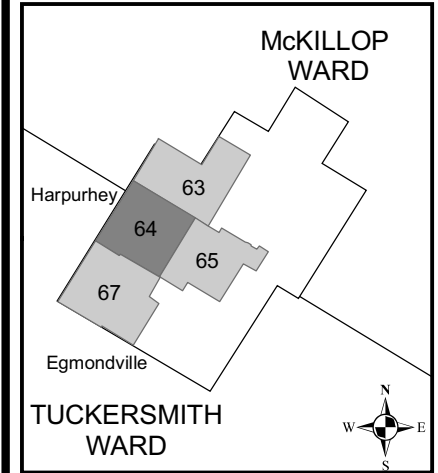 McKILLOP
WARD
Harpurhey
63
64
65
67
Egmondville
TUCKERSMITH
WARD
N
W E
S